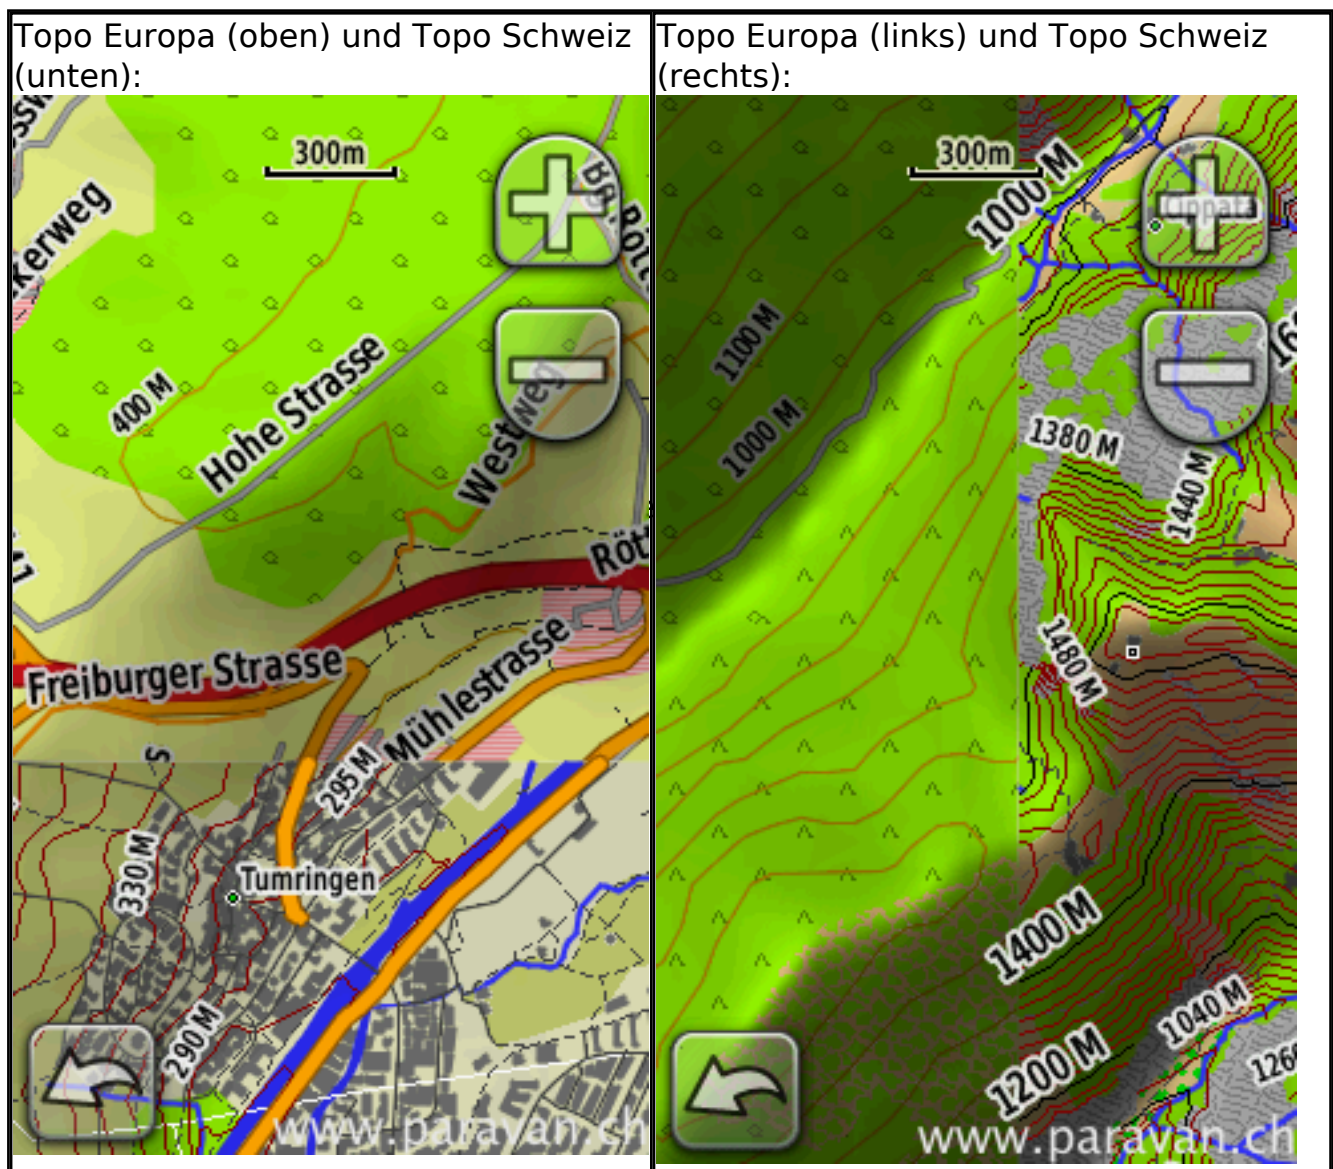 Topo Europa (oben) und Topo Schweiz
(unten):
300m
kerweg
400 M
Hohe Strasse
Westweg
Freiburger Strasse
Mühlestrasse
295 M
S
330 M
Tumringen
290 M
www.paravan.ch
Topo Europa (links) und Topo Schweiz
(rechts):
300m
1000 M
1100 M
1000 M
1380 M
1440 M
1480 M
1400 M
1040 M
1200 M
www.paravan.ch